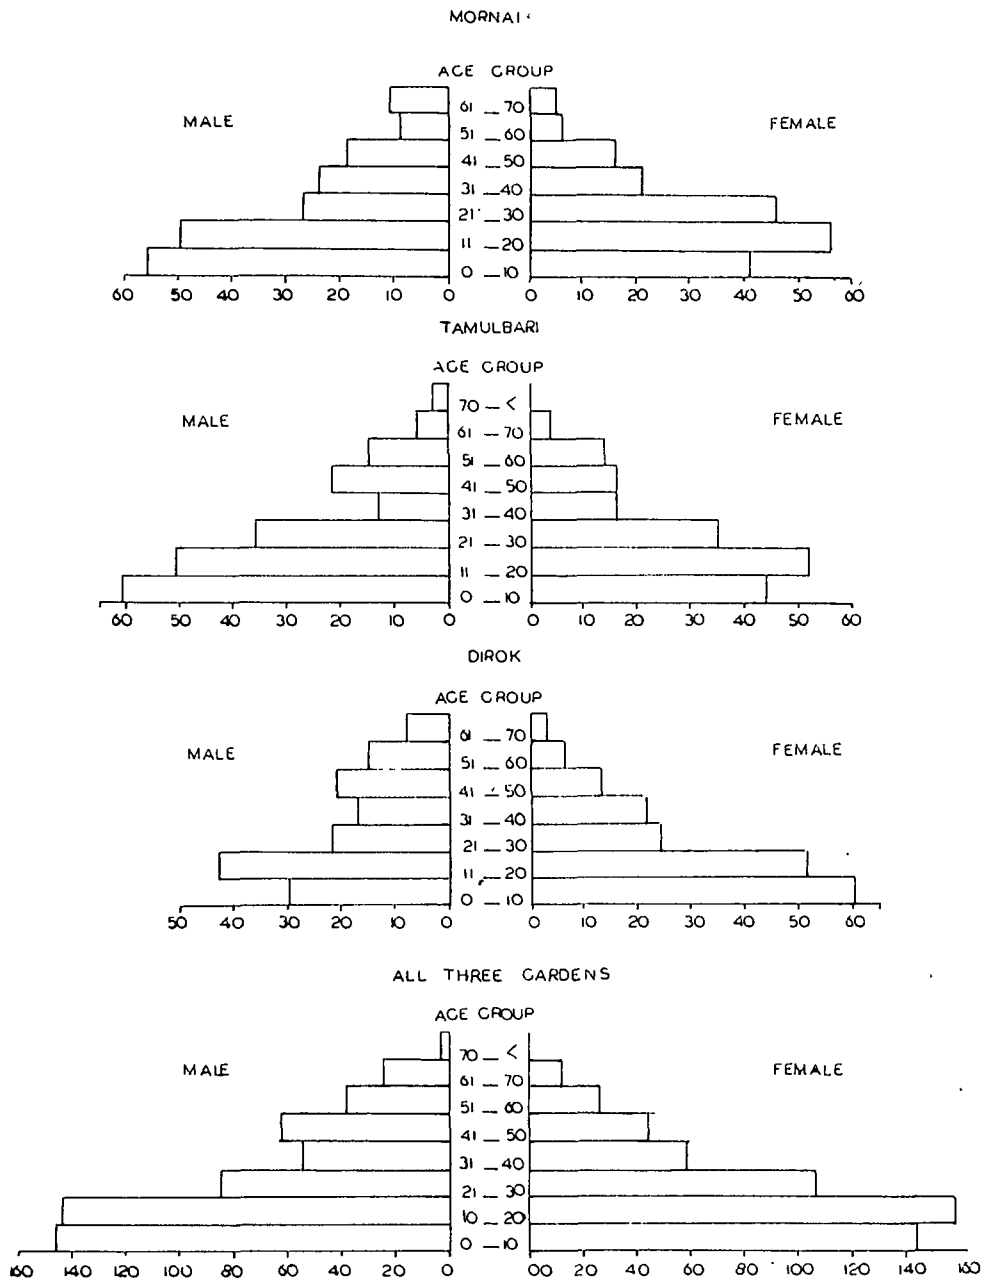 MORNAI
AGE GROUP
MALE
FEMALE
61 — 70
51 — 60
41 — 50
31 — 40
21 — 30
11 — 20
0 — 10
60 50 40 30 20 10 0
0 10 20 30 40 50 60
TAMULBARI
AGE GROUP
MALE
FEMALE
70 — <
61 — 70
51 — 60
41 — 50
31 — 40
21 — 30
11 — 20
0 — 10
60 50 40 30 20 10 0
0 10 20 30 40 50 60
DIROK
AGE GROUP
MALE
FEMALE
61 — 70
51 — 60
41 — 50
31 — 40
21 — 30
11 — 20
0 — 10
50 40 30 20 10 0
0 10 20 30 40 50 60
ALL THREE GARDENS
AGE GROUP
MALE
FEMALE
70 — <
61 — 70
51 — 60
41 — 50
31 — 40
21 — 30
10 — 20
0 — 10
160 140 120 100 80 60 40 20 0
00 20 40 60 80 100 120 140 160